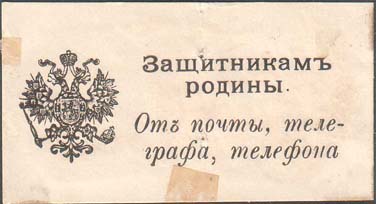 Защитникамъ
родины.
Отъ почты, теле-
графа, телефона